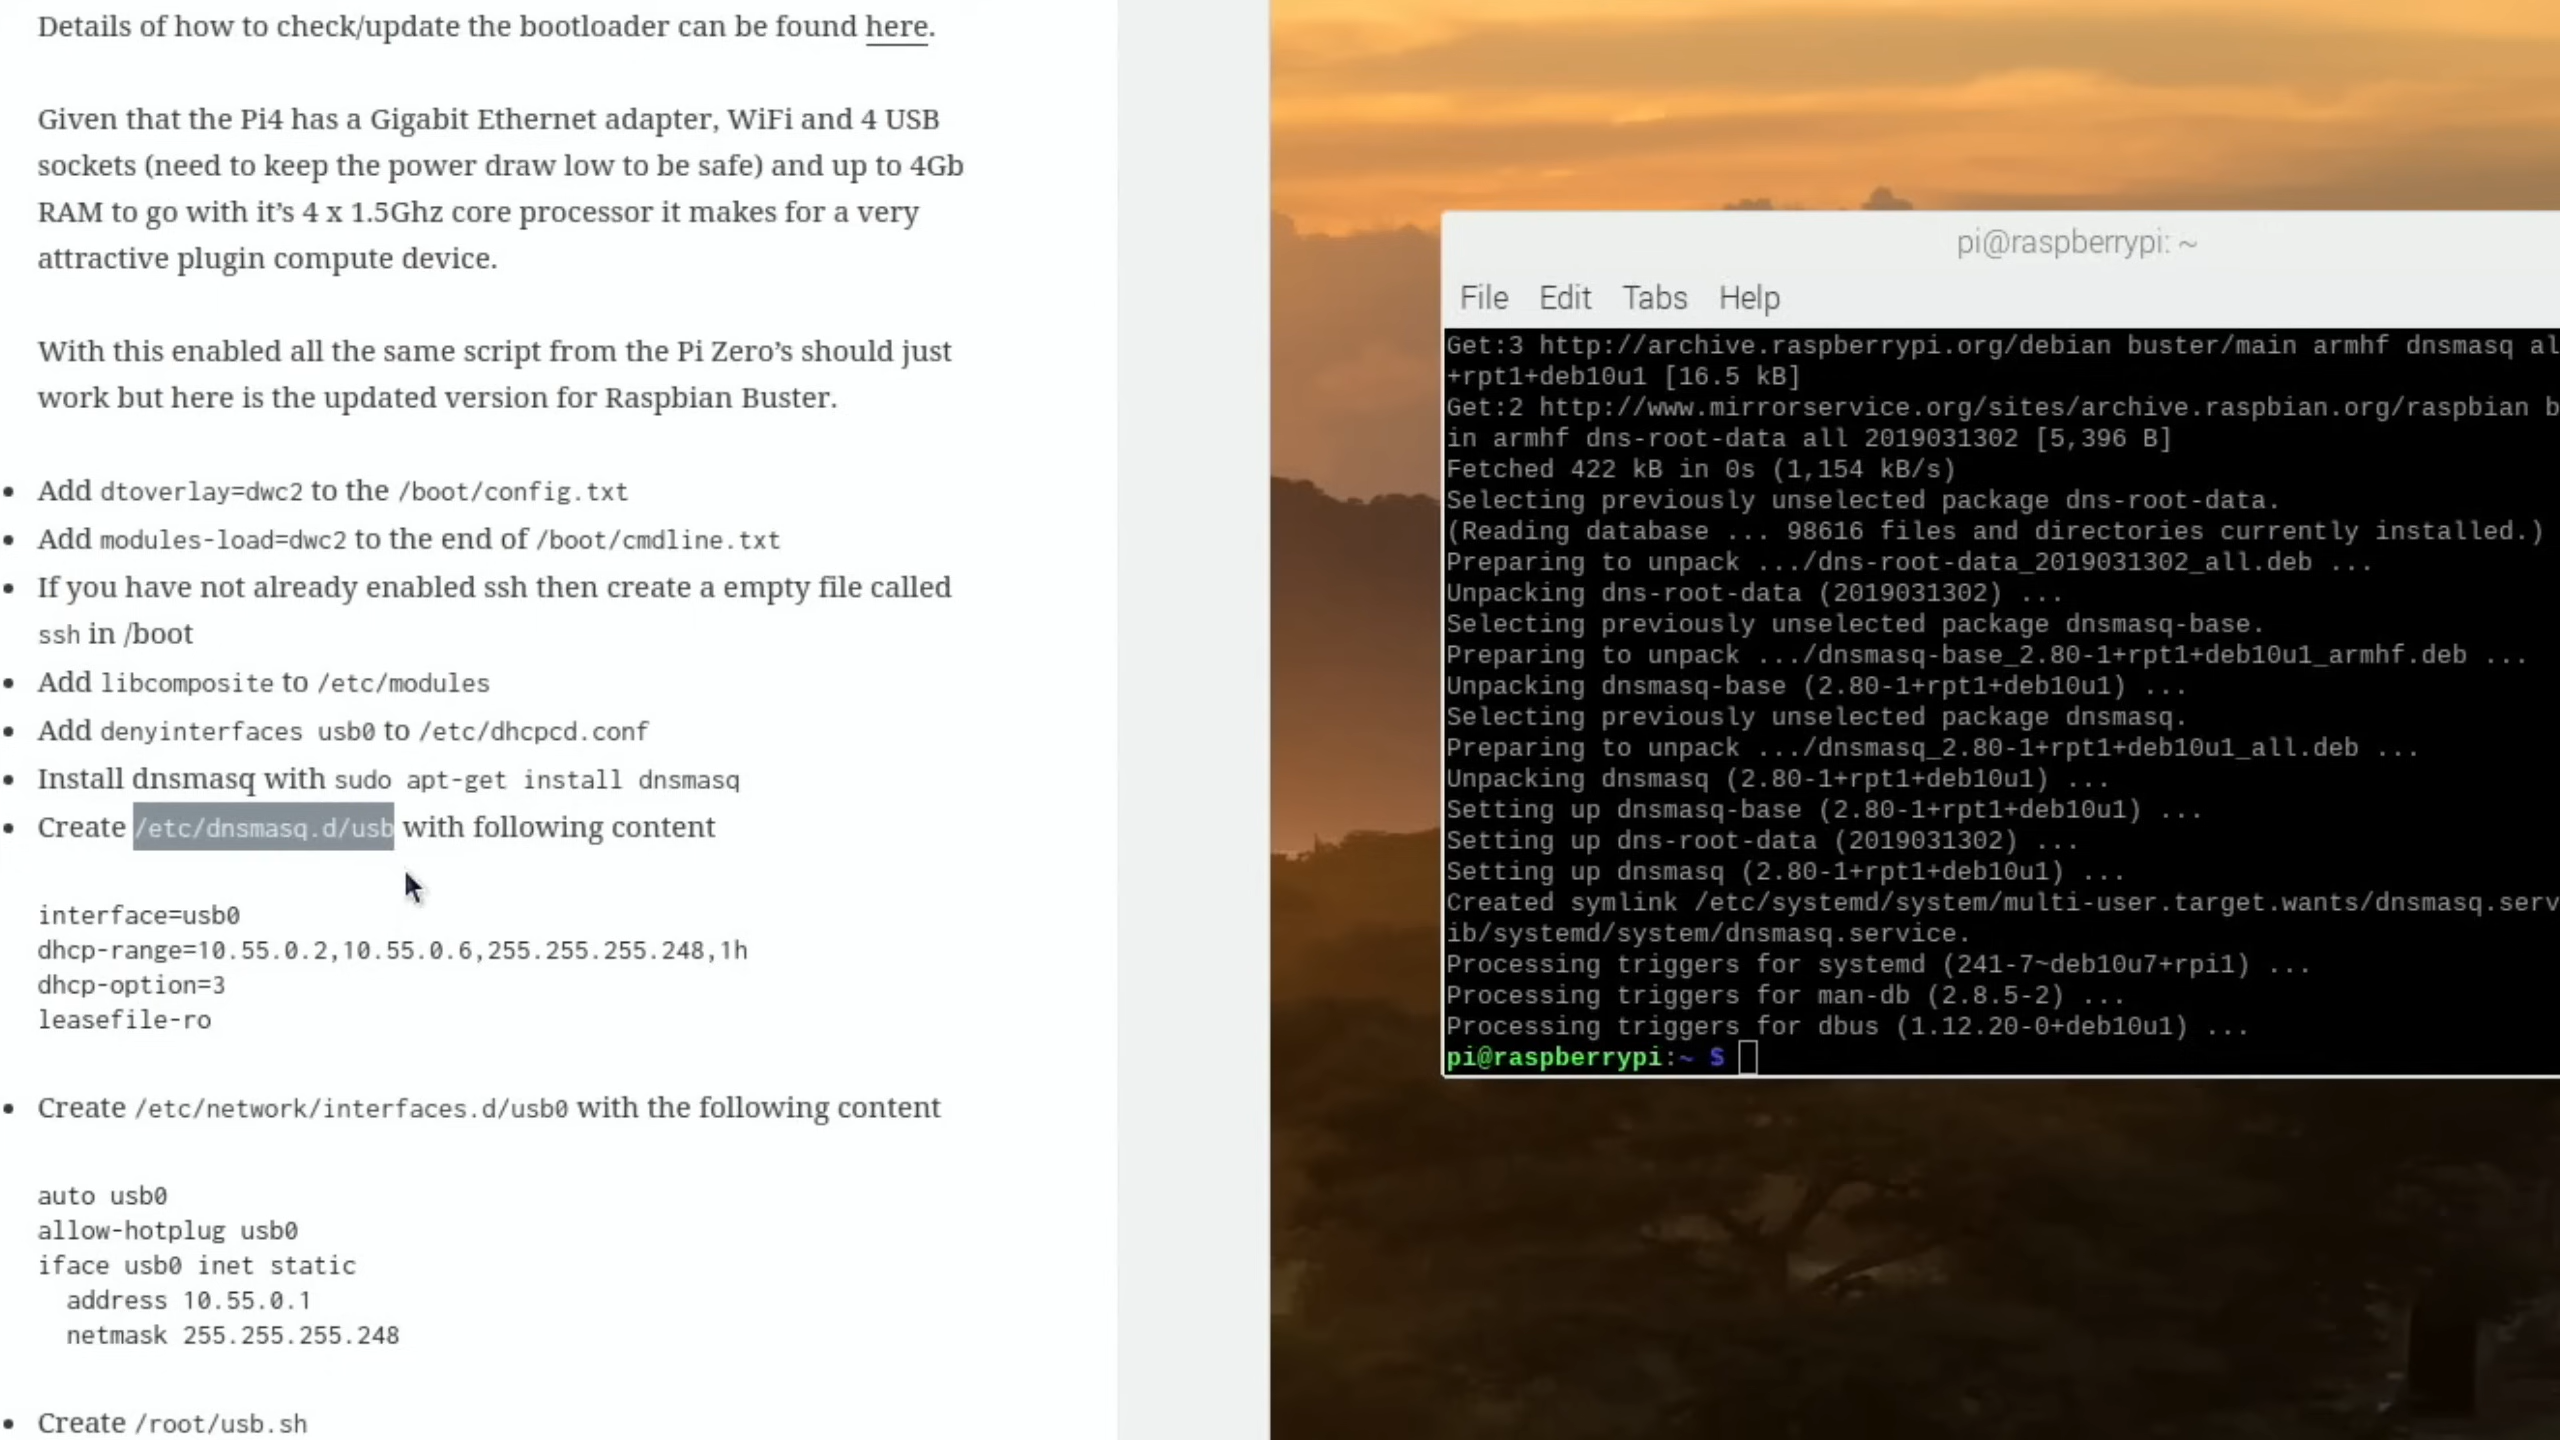 Details of how to check/update the bootloader can be found here.
Given that the Pi4 has a Gigabit Ethernet adapter, WiFi and 4 USB
sockets (need to keep the power draw low to be safe) and up to 4Gb
RAM to go with it’s 4 x 1.5Ghz core processor it makes for a very
attractive plugin compute device.
With this enabled all the same script from the Pi Zero’s should just
work but here is the updated version for Raspbian Buster.
• Add dtoverlay=dwc2 to the /boot/config.txt
• Add modules-load=dwc2 to the end of /boot/cmdline.txt
• If you have not already enabled ssh then create a empty file called
ssh in /boot
• Add libcomposite to /etc/modules
• Add denyinterfaces usb0 to /etc/dhcpcd.conf
• Install dnsmasq with sudo apt-get install dnsmasq
• Create /etc/dnsmasq.d/usb with following content
interface=usb0
dhcp-range=10.55.0.2,10.55.0.6,255.255.255.248,1h
dhcp-option=3
leasefile-ro
• Create /etc/network/interfaces.d/usb0 with the following content
auto usb0
allow-hotplug usb0
iface usb0 inet static
  address 10.55.0.1
  netmask 255.255.255.248
• Create /root/usb.sh
pi@raspberrypi: ~
File Edit Tabs Help
Get:3 http://archive.raspberrypi.org/debian buster/main armhf dnsmasq al
+rpt1+deb10u1 [16.5 kB]
Get:2 http://www.mirrorservice.org/sites/archive.raspbian.org/raspbian b
in armhf dns-root-data all 2019031302 [5,396 B]
Fetched 422 kB in 0s (1,154 kB/s)
Selecting previously unselected package dns-root-data.
(Reading database ... 98616 files and directories currently installed.)
Preparing to unpack .../dns-root-data_2019031302_all.deb ...
Unpacking dns-root-data (2019031302) ...
Selecting previously unselected package dnsmasq-base.
Preparing to unpack .../dnsmasq-base_2.80-1+rpt1+deb10u1_armhf.deb ...
Unpacking dnsmasq-base (2.80-1+rpt1+deb10u1) ...
Selecting previously unselected package dnsmasq.
Preparing to unpack .../dnsmasq_2.80-1+rpt1+deb10u1_all.deb ...
Unpacking dnsmasq (2.80-1+rpt1+deb10u1) ...
Setting up dnsmasq-base (2.80-1+rpt1+deb10u1) ...
Setting up dns-root-data (2019031302) ...
Setting up dnsmasq (2.80-1+rpt1+deb10u1) ...
Created symlink /etc/systemd/system/multi-user.target.wants/dnsmasq.serv
ib/systemd/system/dnsmasq.service.
Processing triggers for systemd (241-7~deb10u7+rpi1) ...
Processing triggers for man-db (2.8.5-2) ...
Processing triggers for dbus (1.12.20-0+deb10u1) ...
pi@raspberrypi:~ $